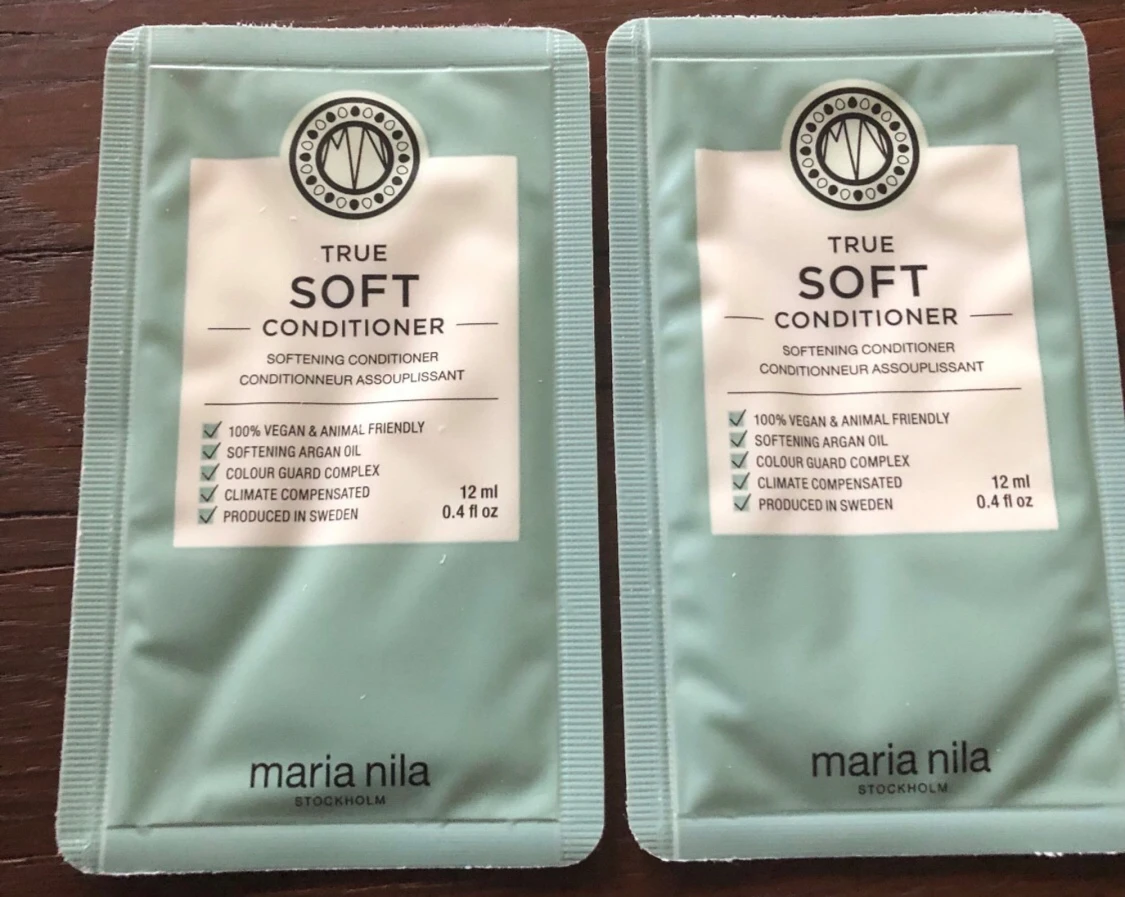 TRUE
SOFT
CONDITIONER
SOFTENING CONDITIONER
CONDITIONNEUR ASSOUPLISSANT
100% VEGAN & ANIMAL FRIENDLY
SOFTENING ARGAN OIL
COLOUR GUARD COMPLEX
CLIMATE COMPENSATED
PRODUCED IN SWEDEN
12 ml
0.4 fl oz
maria nila
STOCKHOLM
TRUE
SOFT
CONDITIONER
SOFTENING CONDITIONER
CONDITIONNEUR ASSOUPLISSANT
100% VEGAN & ANIMAL FRIENDLY
SOFTENING ARGAN OIL
COLOUR GUARD COMPLEX
CLIMATE COMPENSATED
PRODUCED IN SWEDEN
12 ml
0.4 fl oz
maria nila
STOCKHOLM